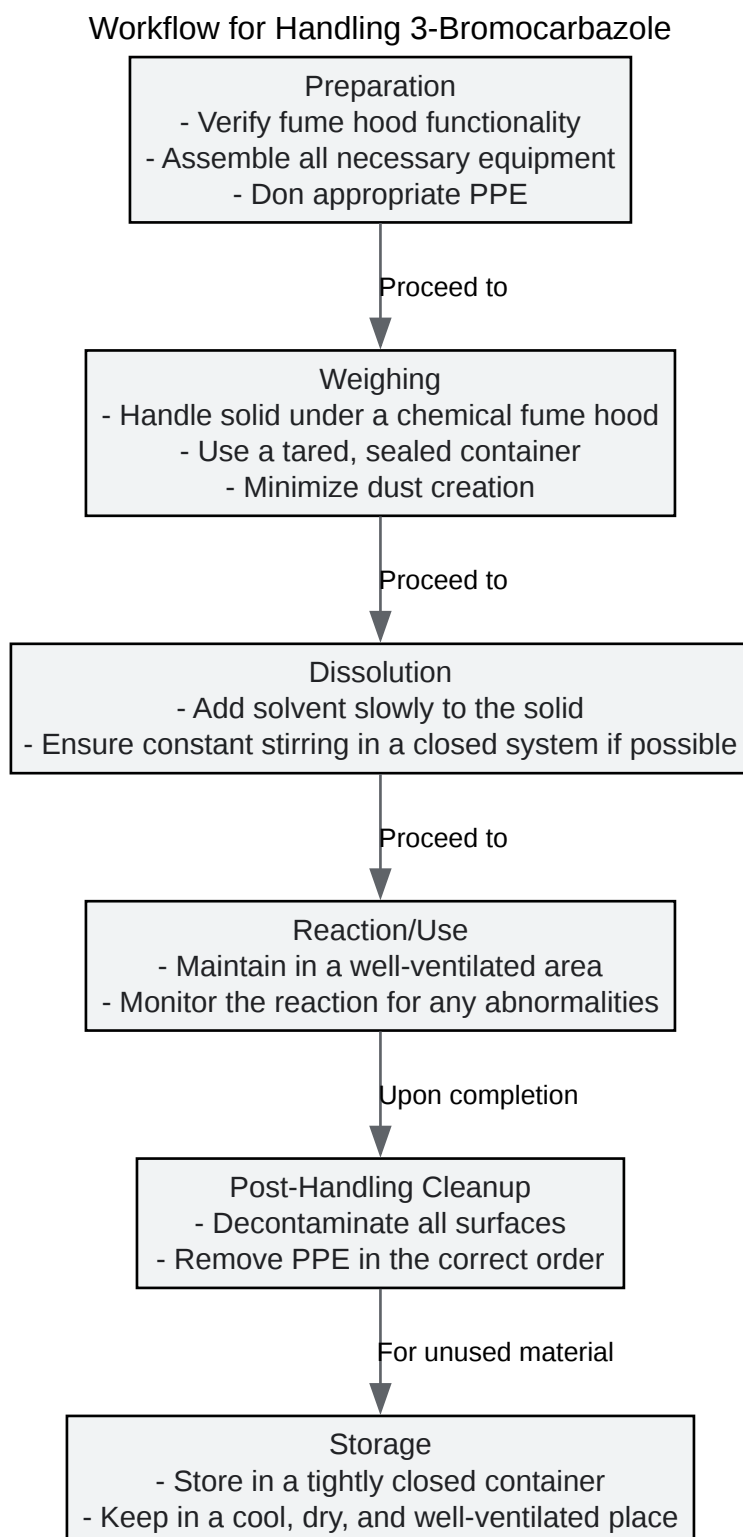 Workflow for Handling 3-Bromocarbazole
Preparation
- Verify fume hood functionality
- Assemble all necessary equipment
- Don appropriate PPE
Proceed to
Weighing
- Handle solid under a chemical fume hood
- Use a tared, sealed container
- Minimize dust creation
Proceed to
Dissolution
- Add solvent slowly to the solid
- Ensure constant stirring in a closed system if possible
Proceed to
Reaction/Use
- Maintain in a well-ventilated area
- Monitor the reaction for any abnormalities
Upon completion
Post-Handling Cleanup
- Decontaminate all surfaces
- Remove PPE in the correct order
For unused material
Storage
- Store in a tightly closed container
- Keep in a cool, dry, and well-ventilated place